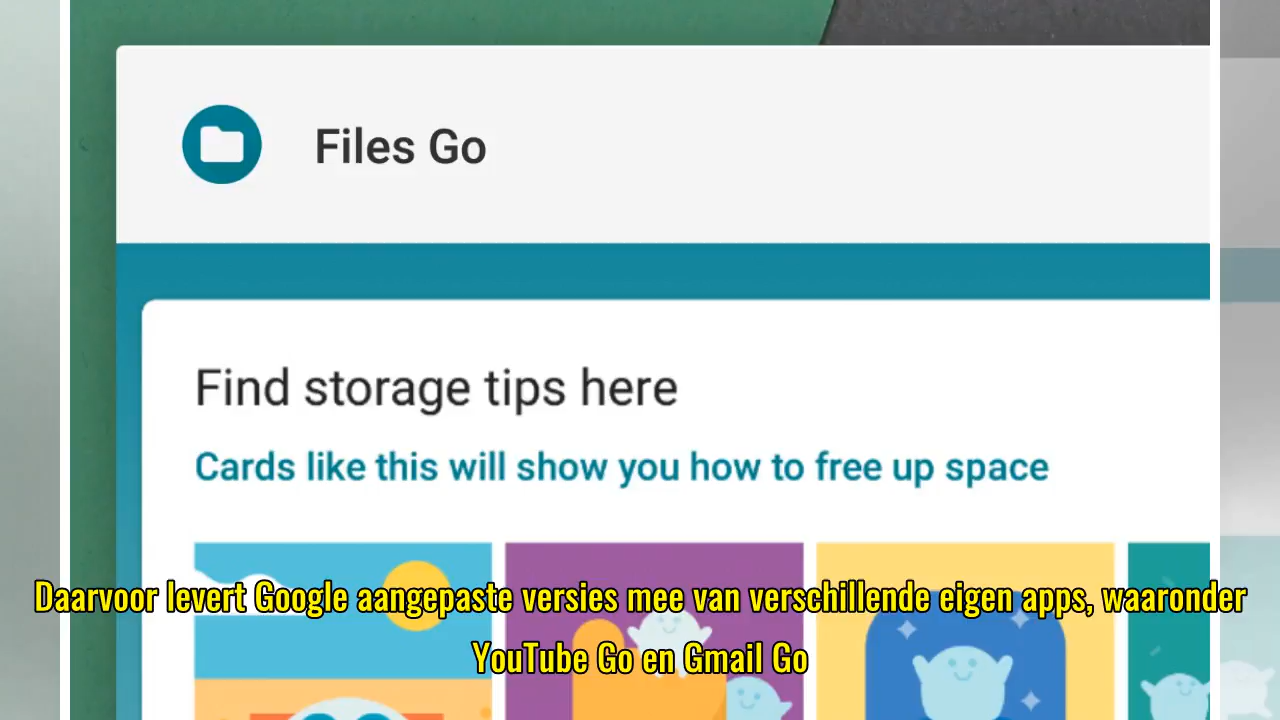 Files Go
Find storage tips here
Cards like this will show you how to free up space
Daarvoor levert Google aangepaste versies mee van verschillende eigen apps, waaronder
YouTube Go en Gmail Go